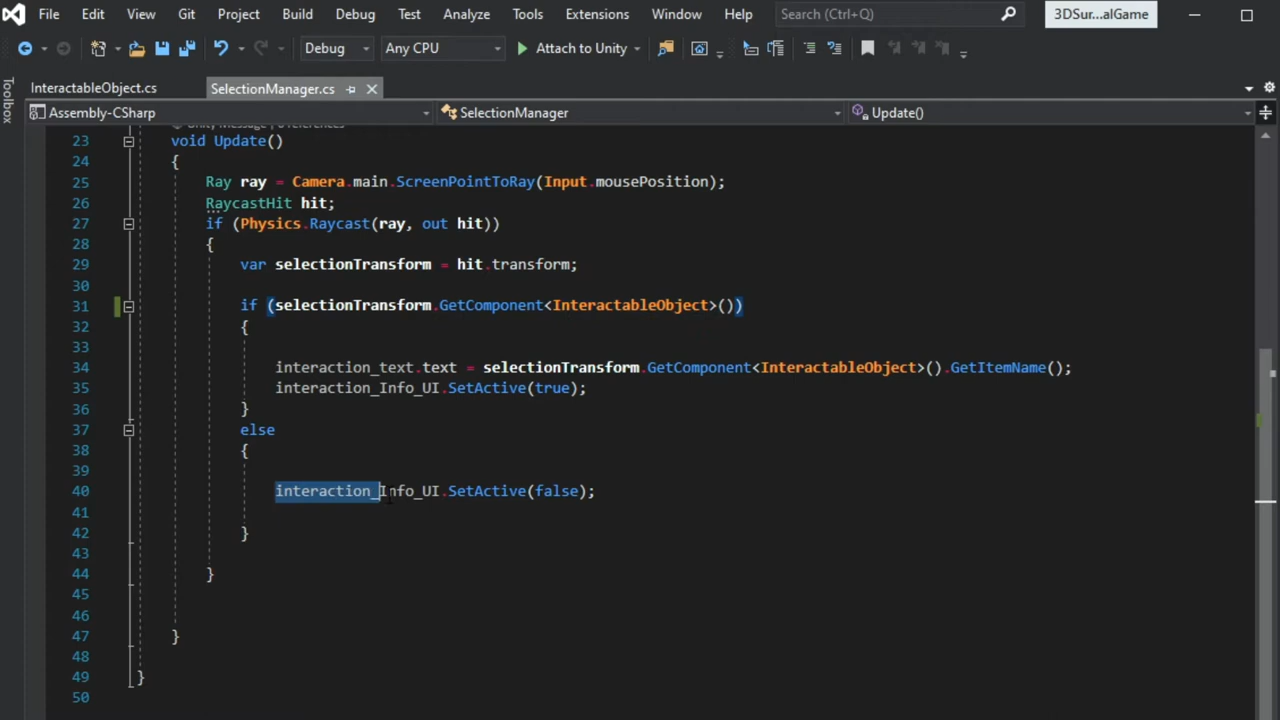 File Edit View Git Project Build Debug Test Analyze Tools Extensions Window Help Search (Ctrl+Q) 3DSur...alGame
Debug Any CPU Attach to Unity
Toolbox
InteractableObject.cs SelectionManager.cs
Assembly-CSharp SelectionManager Update()
23 void Update()
24 {
25 Ray ray = Camera.main.ScreenPointToRay(Input.mousePosition);
26 RaycastHit hit;
27 if (Physics.Raycast(ray, out hit))
28 {
29 var selectionTransform = hit.transform;
30
31 if (selectionTransform.GetComponent<InteractableObject>())
32 {
33
34 interaction_text.text = selectionTransform.GetComponent<InteractableObject>().GetItemName();
35 interaction_Info_UI.SetActive(true);
36 }
37 else
38 {
39
40 interaction_Info_UI.SetActive(false);
41
42 }
43
44 }
45
46
47 }
48
49 }
50